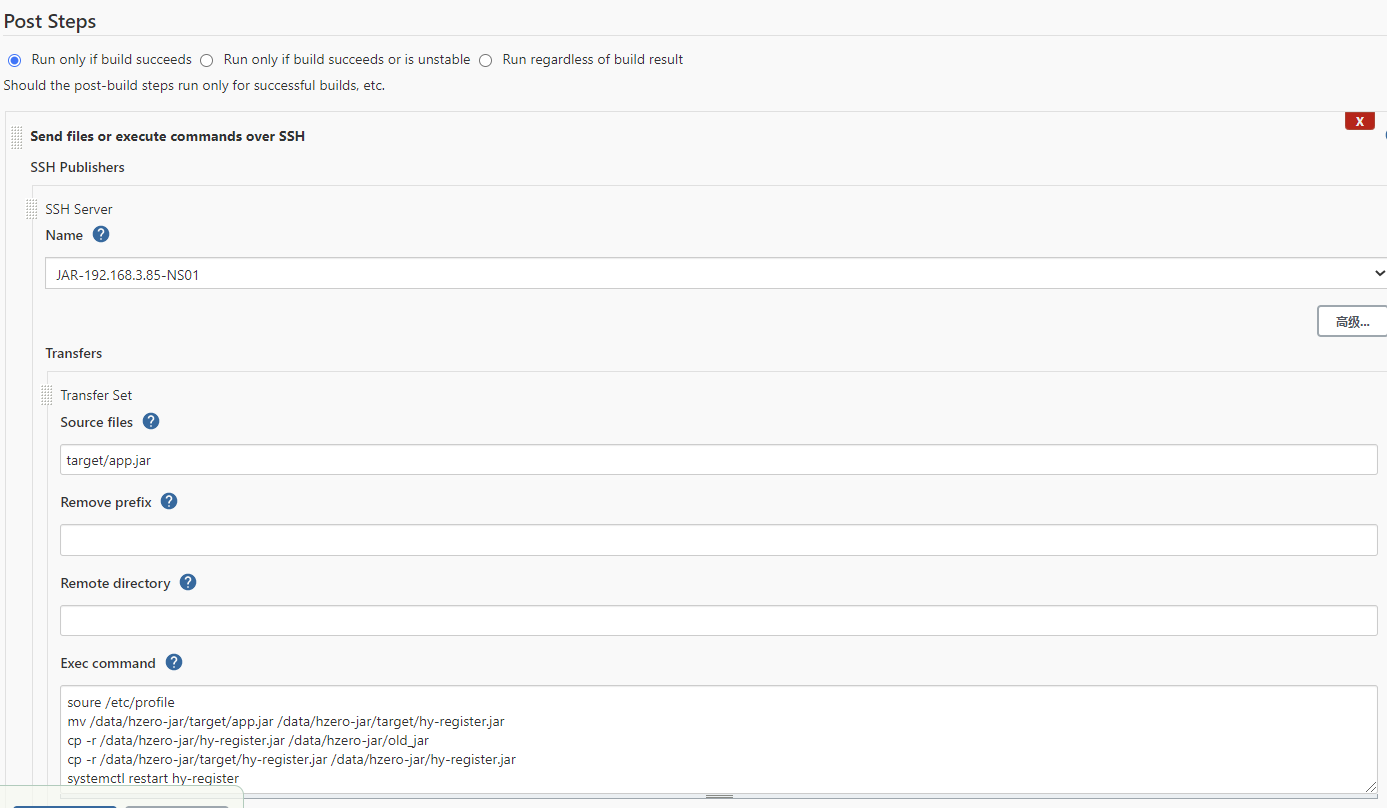 Post Steps
Run only if build succeeds Run only if build succeeds or is unstable Run regardless of build result
Should the post-build steps run only for successful builds, etc.
X
Send files or execute commands over SSH
SSH Publishers
SSH Server
Name ?
JAR-192.168.3.85-NS01
高级...
Transfers
Transfer Set
Source files ?
target/app.jar
Remove prefix ?
Remote directory ?
Exec command ?
soure /etc/profile
mv /data/hzero-jar/target/app.jar /data/hzero-jar/target/hy-register.jar
cp -r /data/hzero-jar/hy-register.jar /data/hzero-jar/old_jar
cp -r /data/hzero-jar/target/hy-register.jar /data/hzero-jar/hy-register.jar
systemctl restart hy-register